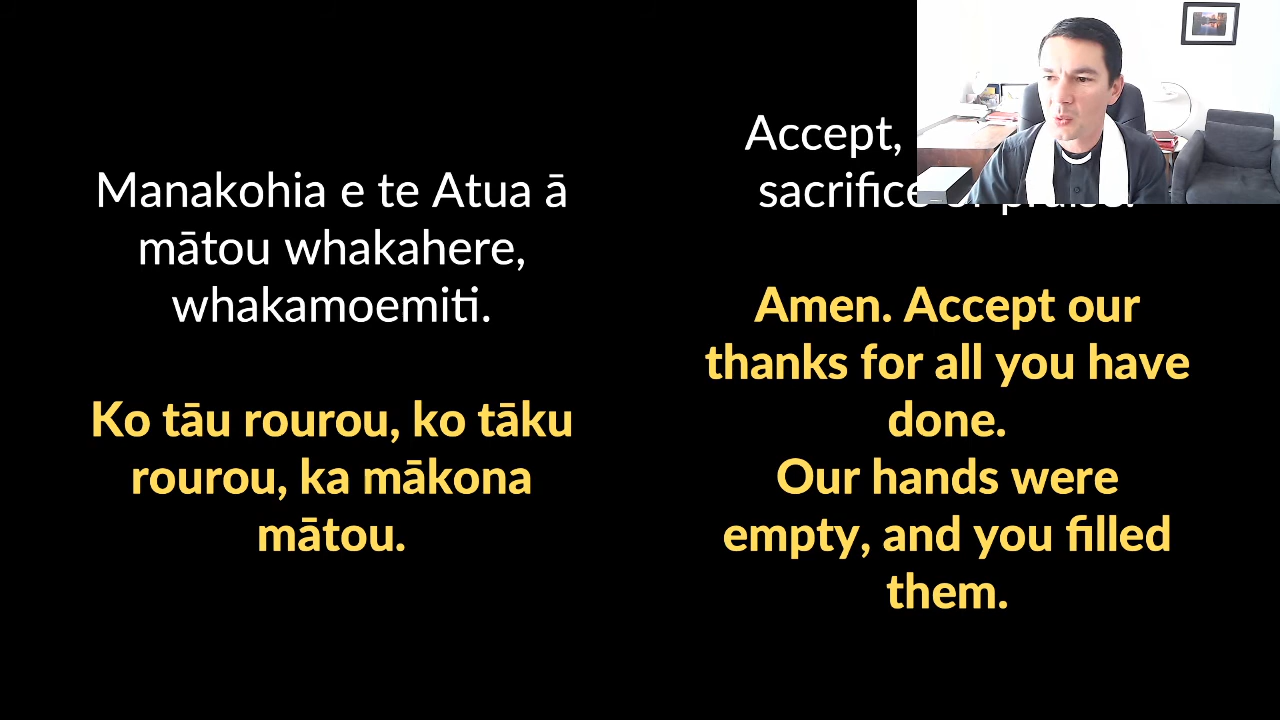 Manakohia e te Atua ā
mātou whakahere,
whakamoemiti.
Ko tāu rourou, ko tāku
rourou, ka mākona
mātou.
Accept,
sacrifice
Amen. Accept our
thanks for all you have
done.
Our hands were
empty, and you filled
them.